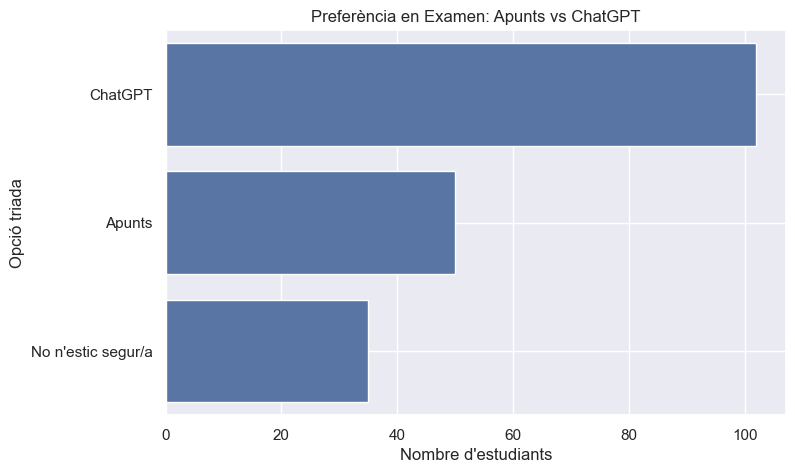 Preferència en Examen: Apunts vs ChatGPT
Opció triada
ChatGPT
Apunts
No n'estic segur/a
0 20 40 60 80 100
Nombre d'estudiants